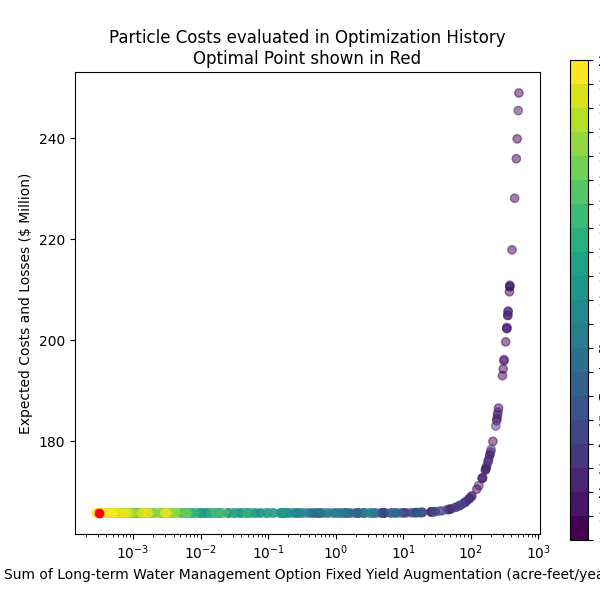 Particle Costs evaluated in Optimization History
Optimal Point shown in Red
Expected Costs and Losses ($ Million)
240
220
200
180
10⁻³ 10⁻² 10⁻¹ 10⁰ 10¹ 10² 10³
Sum of Long-term Water Management Option Fixed Yield Augmentation (acre-feet/yea